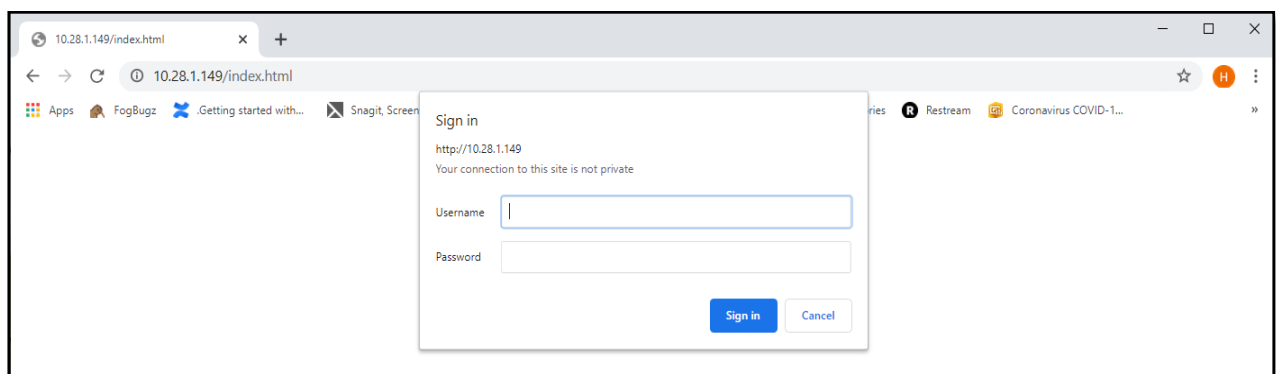 10.28.1.149/index.html
10.28.1.149/index.html
H
Apps FogBugz .Getting started with... Snagit, Screen ries R Restream Coronavirus COVID-1... »
Sign in
http://10.28.1.149
Your connection to this site is not private
Username
Password
Sign in Cancel